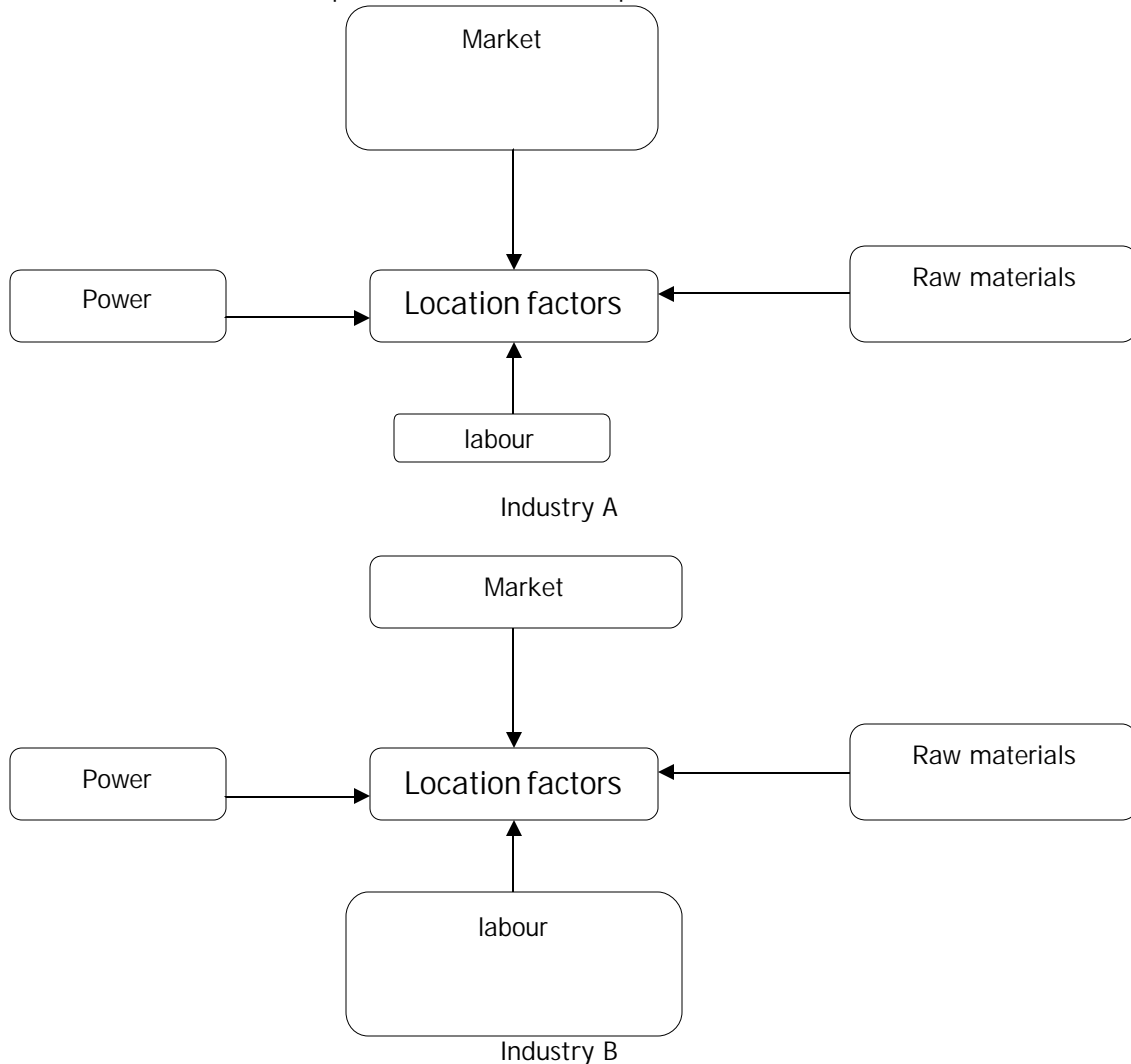 Market
Power
Location factors
Raw materials
labour
Industry A
Market
Power
Location factors
Raw materials
labour
Industry B